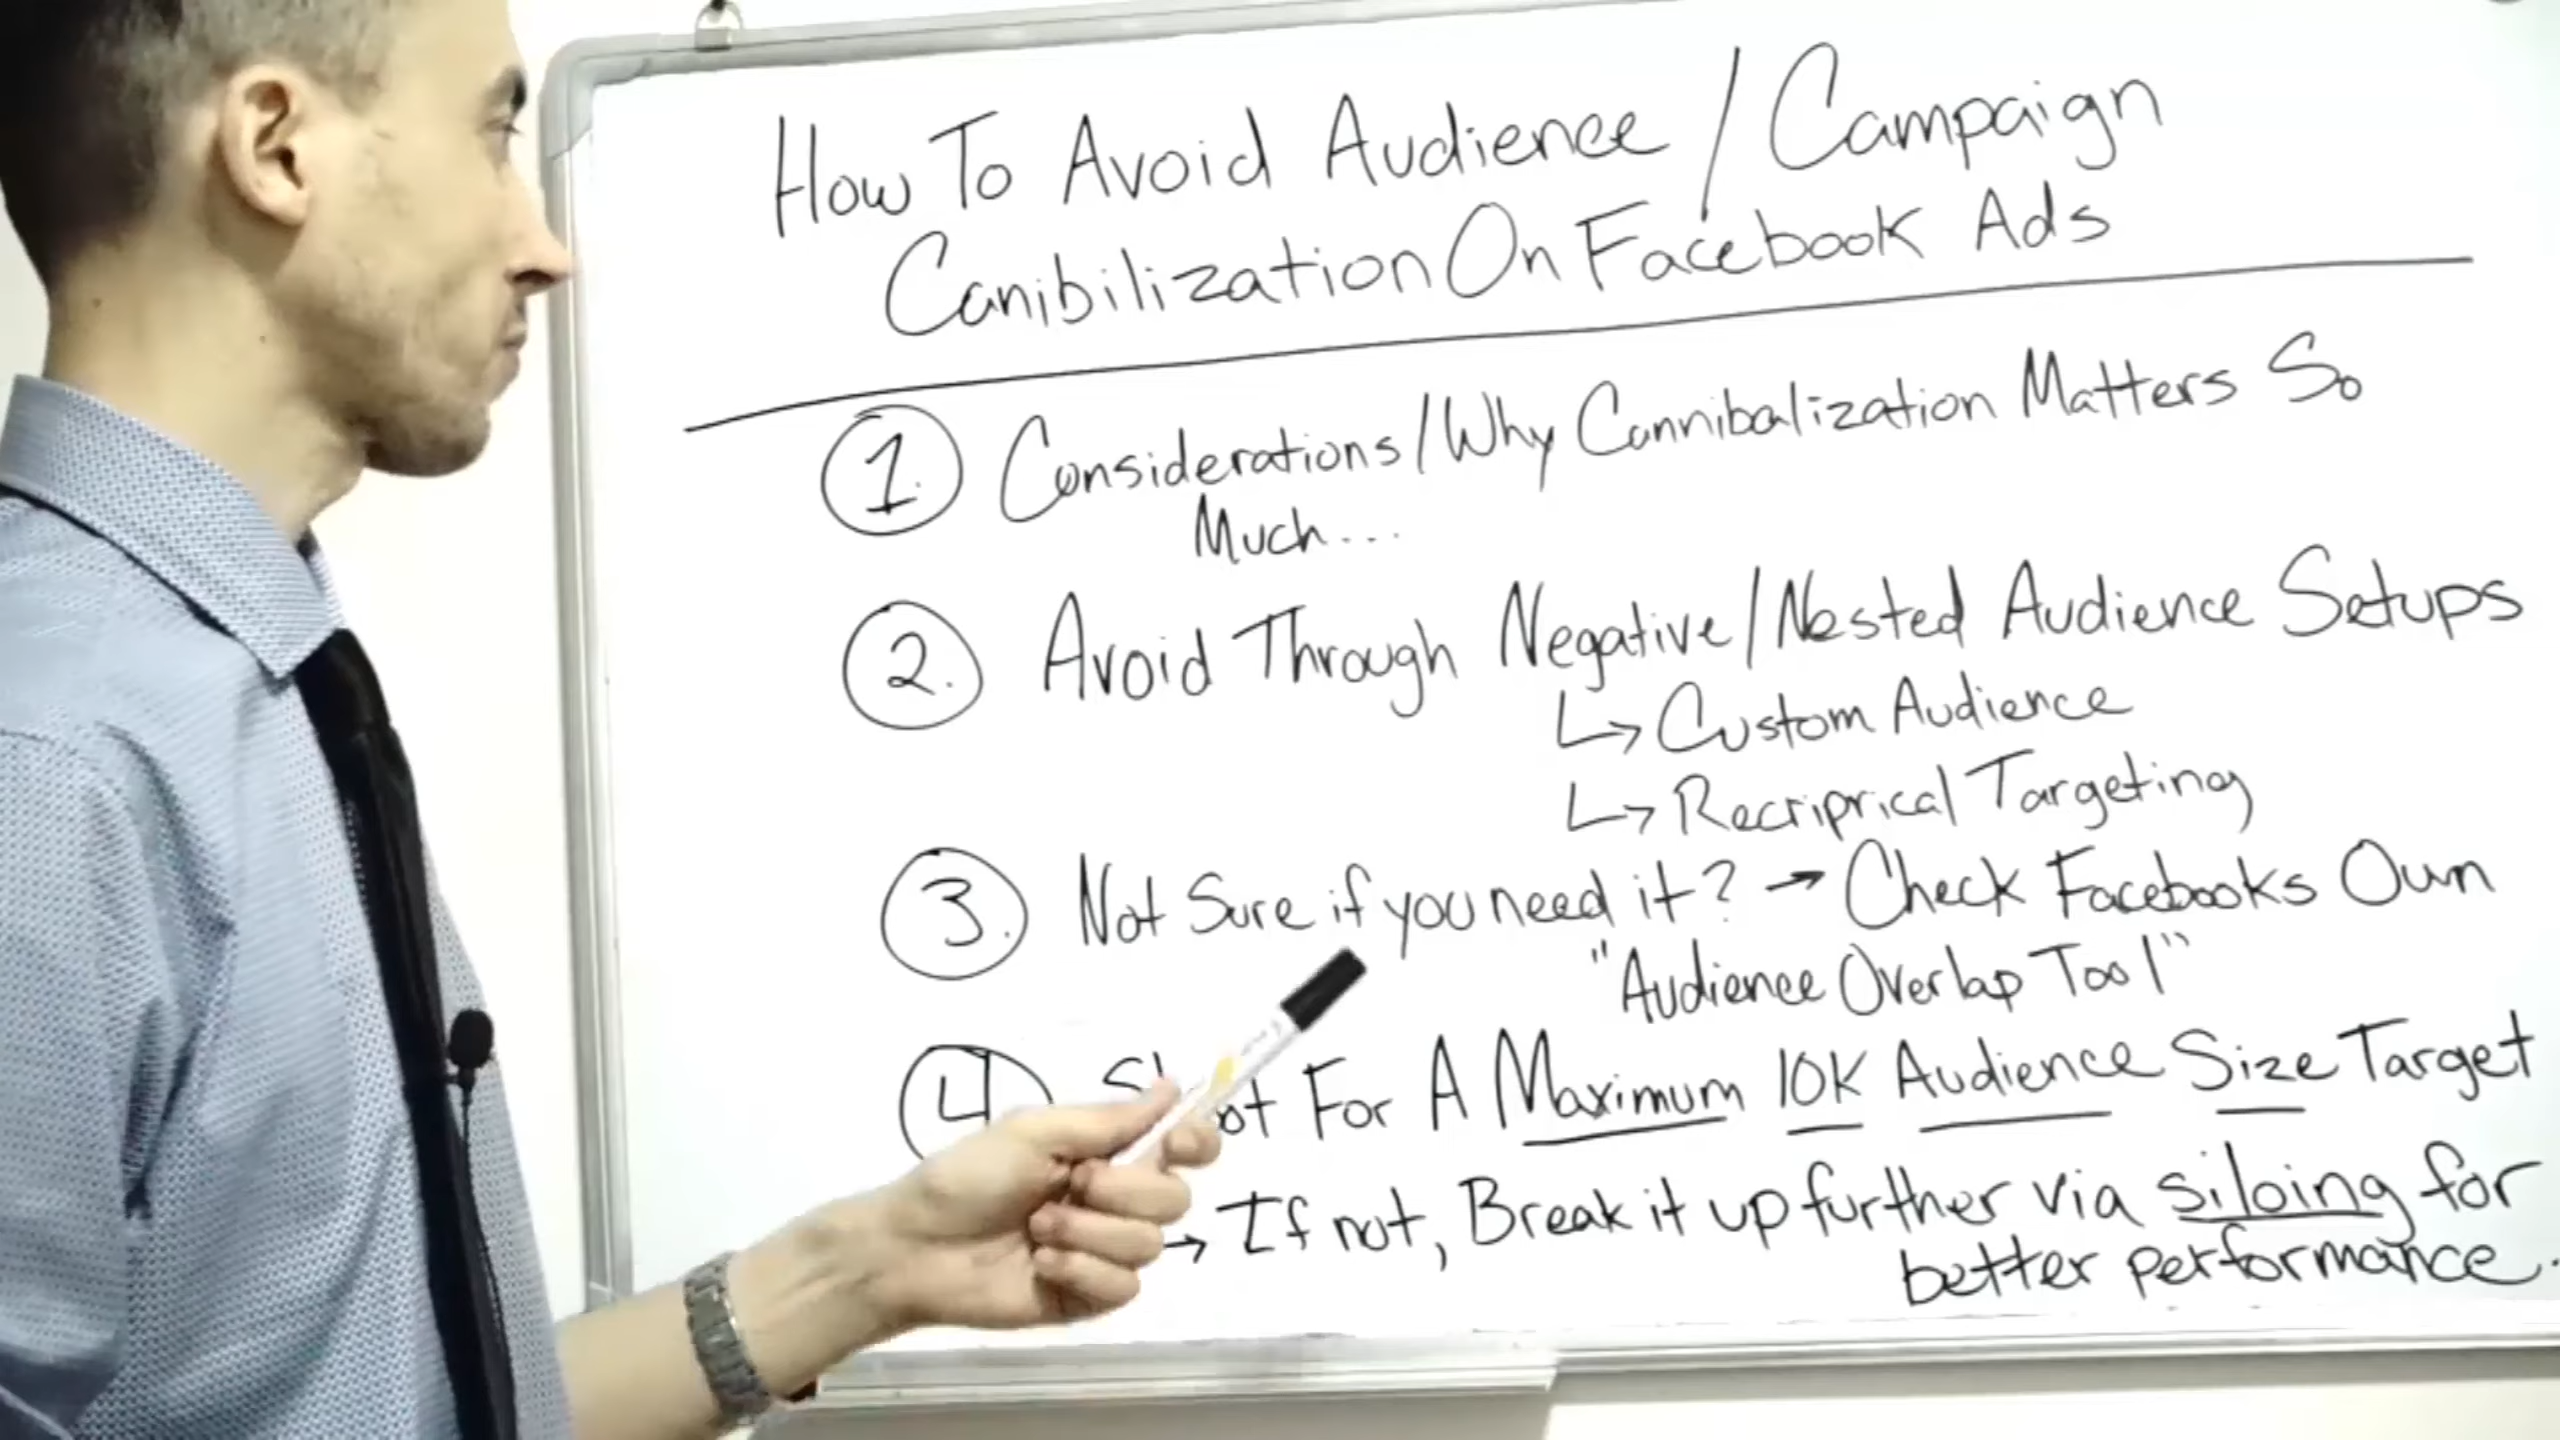 How To Avoid Audience / Campaign
Canibilization On Facebook Ads
1. Considerations / Why Cannibalization Matters So
Much...
2. Avoid Through Negative / Nested Audience Setups
↳ Custom Audience
↳ Recriprical Targeting
3. Not Sure if you need it? → Check Facebooks Own
"Audience Overlap Tool"
4 For A Maximum 10K Audience Size Target
→ If not, Break it up further via siloing for
better performance.